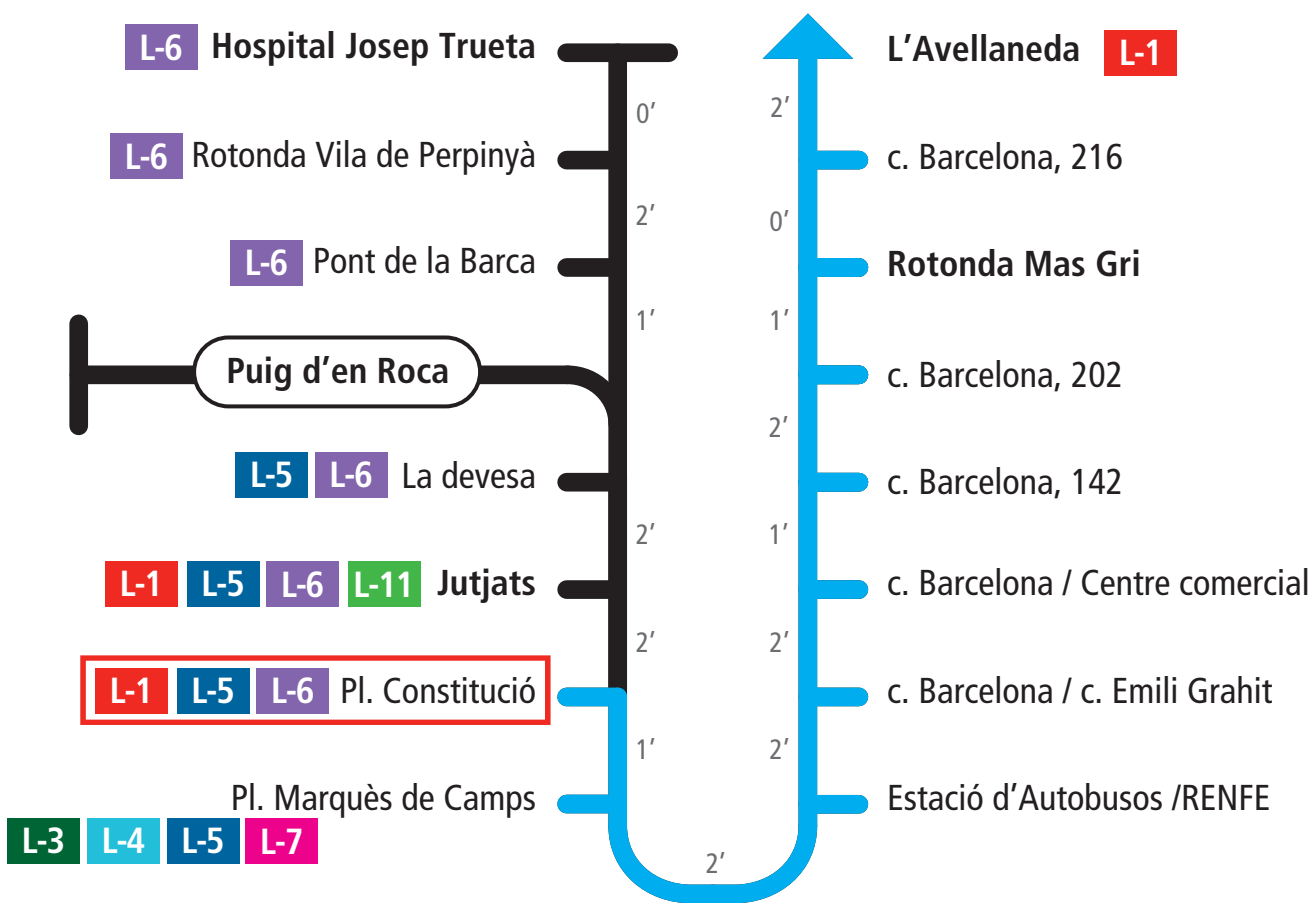 L-6 Hospital Josep Trueta
0’
L-6 Rotonda Vila de Perpinyà
2’
L-6 Pont de la Barca
1’
Puig d’en Roca
L-5 L-6 La devesa
2’
L-1 L-5 L-6 L-11 Jutjats
2’
L-1 L-5 L-6 Pl. Constitució
1’
Pl. Marquès de Camps
L-3 L-4 L-5 L-7
2’
L’Avellaneda L-1
2’
c. Barcelona, 216
0’
Rotonda Mas Gri
1’
c. Barcelona, 202
2’
c. Barcelona, 142
1’
c. Barcelona / Centre comercial
2’
c. Barcelona / c. Emili Grahit
2’
Estació d’Autobusos /RENFE